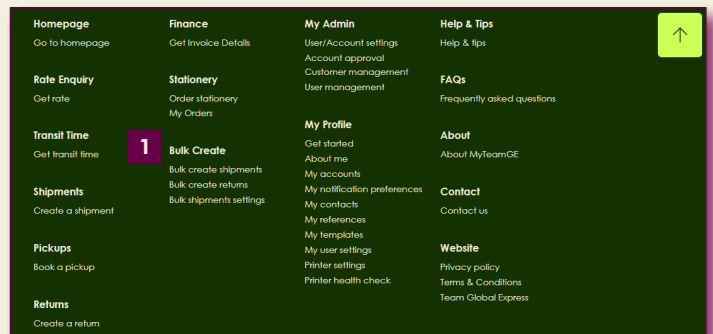 Homepage
Go to homepage
Rate Enquiry
Get rate
Transit Time
Get transit time
Shipments
Create a shipment
Pickups
Book a pickup
Returns
Create a return
1
Finance
Get Invoice Details
Stationery
Order stationery
My Orders
Bulk Create
Bulk create shipments
Bulk create returns
Bulk shipments settings
My Admin
User/Account settings
Account approval
Customer management
User management
My Profile
Get started
About me
My accounts
My notification preferences
My contacts
My references
My templates
My user settings
Printer settings
Printer health check
Help & Tips
Help & tips
FAQs
Frequently asked questions
About
About MyTeamGE
Contact
Contact us
Website
Privacy policy
Terms & Conditions
Team Global Express